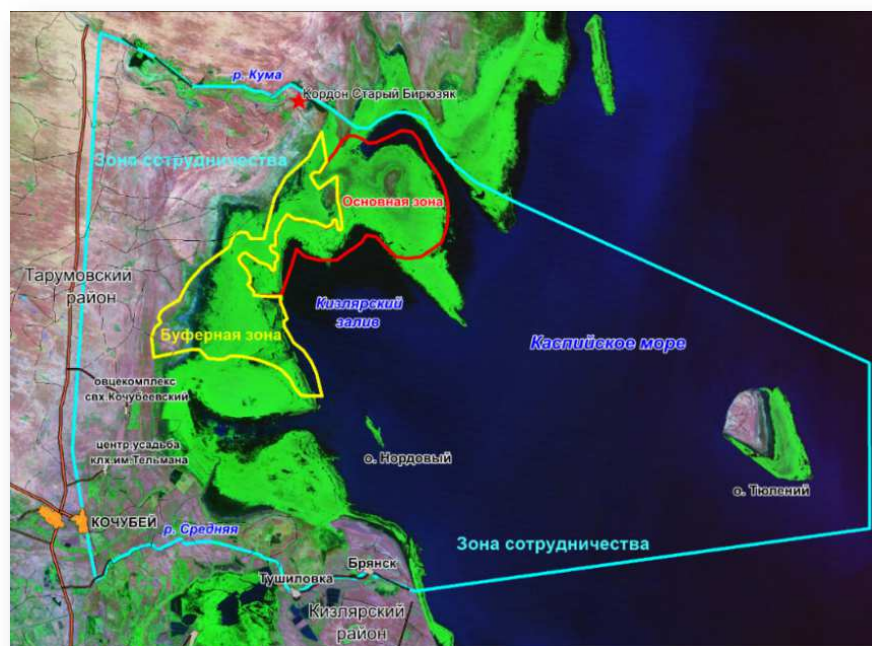 р. Кума
Кордон Старый Бирюзяк
Зона сотрудничества
Основная зона
Тарумовский
район
Кизлярский
залив
Буферная зона
Каспийское море
овцекомплекс
свх.Кочубеевский
центр.усадьба
клх.им.Тельмана
о. Нордовый
о. Тюлений
КОЧУБЕЙ
р. Средняя
Зона сотрудничества
Брянск
Тушиловка
Кизлярский
район